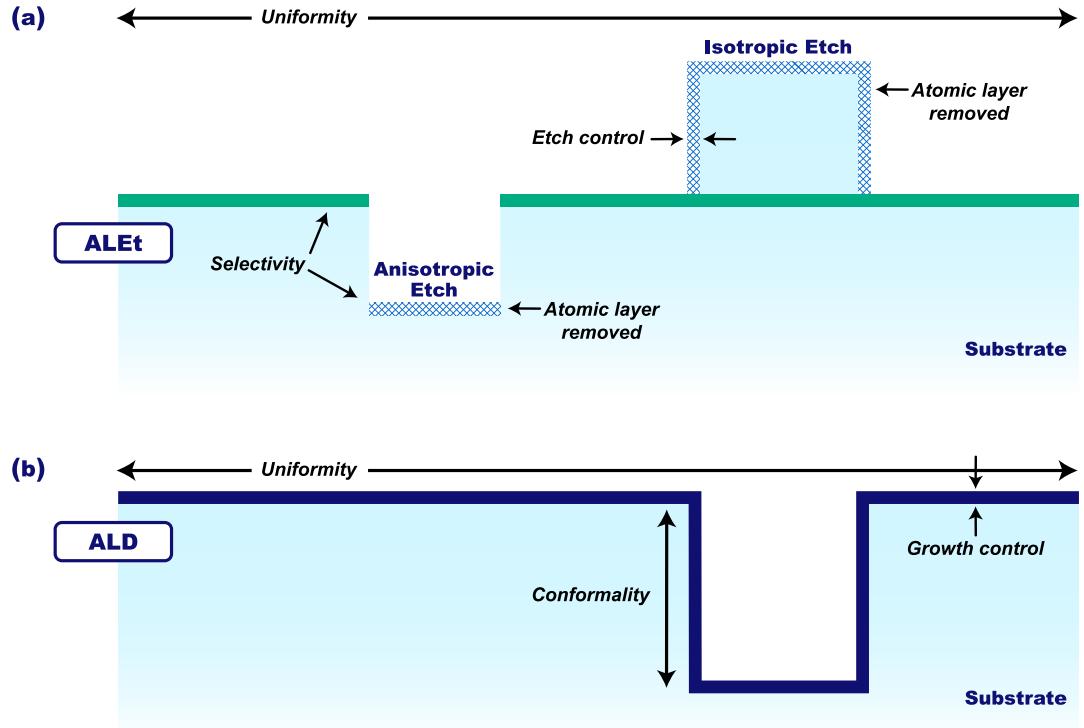 (a)
Uniformity
Isotropic Etch
Atomic layer
removed
Etch control
ALEt
Selectivity
Anisotropic
Etch
Atomic layer
removed
Substrate
(b)
Uniformity
ALD
Growth control
Conformality
Substrate